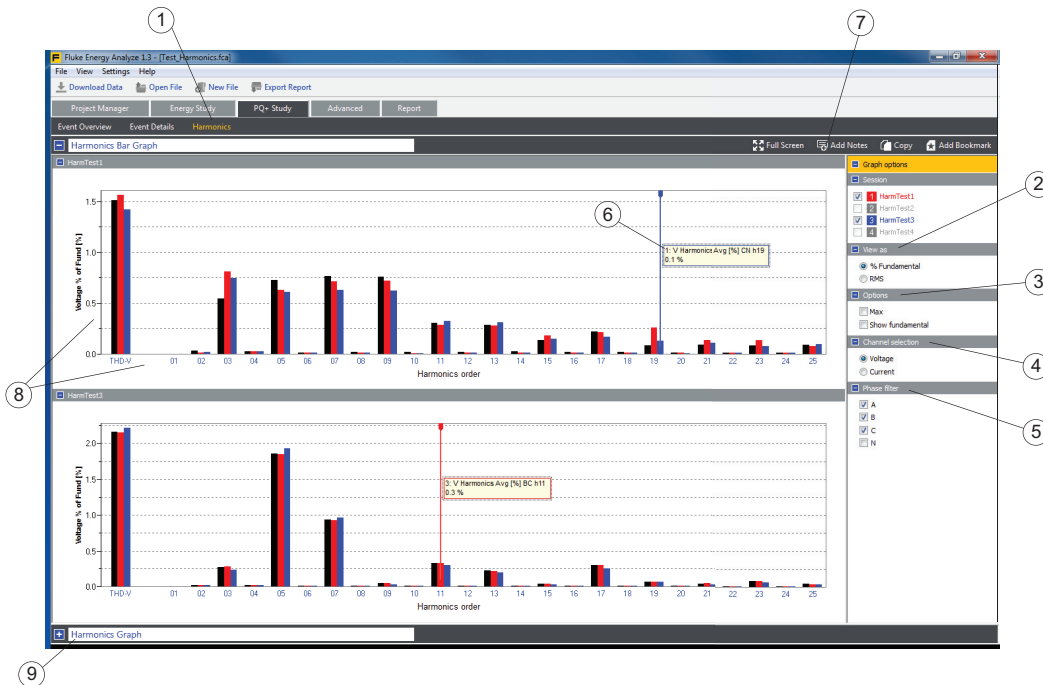 1
7
Fluke Energy Analyze 1.3 - [Test_Harmonics.fca]
File View Settings Help
Download Data Open File New File Export Report
Project Manager Energy Study PQ+ Study Advanced Report
Event Overview Event Details Harmonics
Harmonics Bar Graph
Full Screen Add Notes Copy Add Bookmark
HarmTest1
Voltage % of Fund [%]
1.5
1.0
0.5
0.0
THD-V 01 02 03 04 05 06 07 08 09 10 11 12 13 14 15 16 17 18 19 20 21 22 23 24 25
Harmonics order
6
1: V Harmonics Avg [%] CN h19
0.1 %
8
HarmTest3
Voltage % of Fund [%]
2.0
1.5
1.0
0.5
0.0
THD-V 01 02 03 04 05 06 07 08 09 10 11 12 13 14 15 16 17 18 19 20 21 22 23 24 25
Harmonics order
3: V Harmonics Avg [%] BC h11
0.3 %
Harmonics Graph
9
Graph options
Session
1 HarmTest1
2 HarmTest2
3 HarmTest3
4 HarmTest4
2
View as
% Fundamental
RMS
3
Options
Max
Show fundamental
4
Channel selection
Voltage
Current
5
Phase filter
A
B
C
N